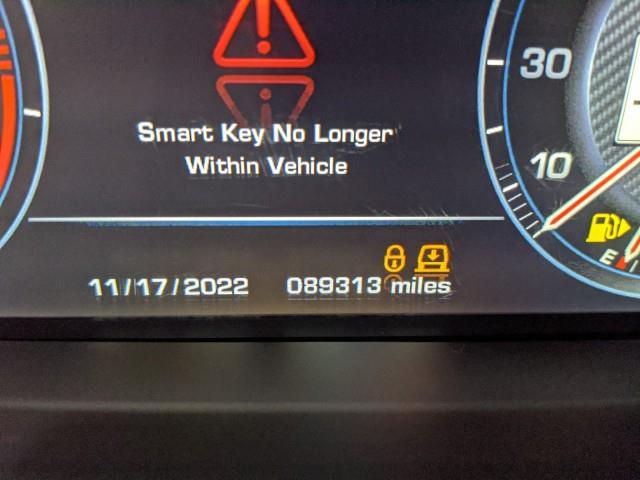 Smart Key No Longer
Within Vehicle
30
10
E
11/17/2022 089313 miles